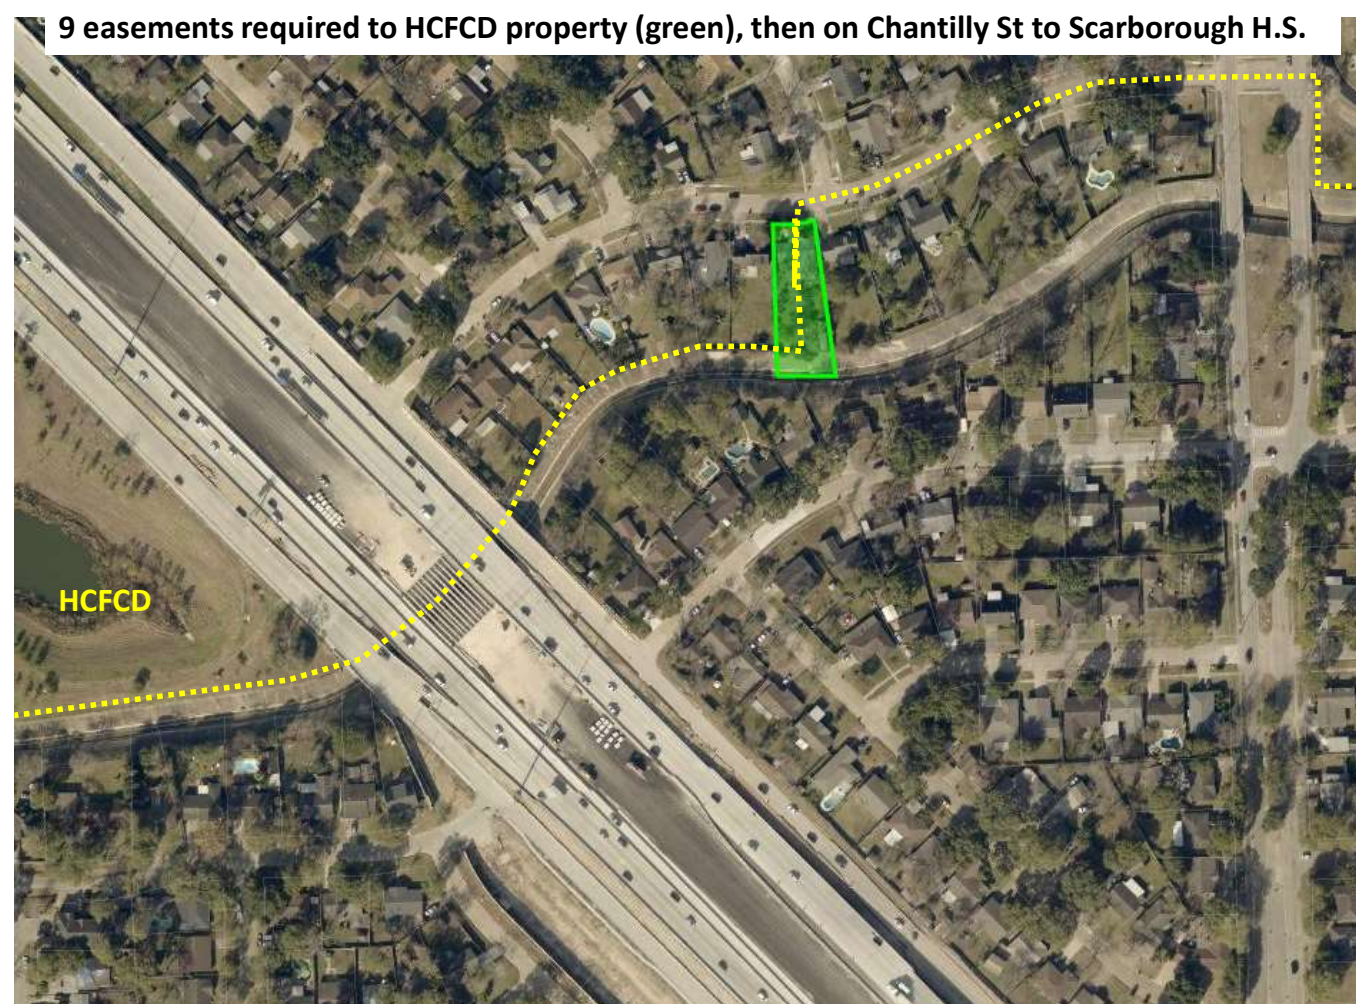 9 easements required to HCFCD property (green), then on Chantilly St to Scarborough H.S.
HCFCD